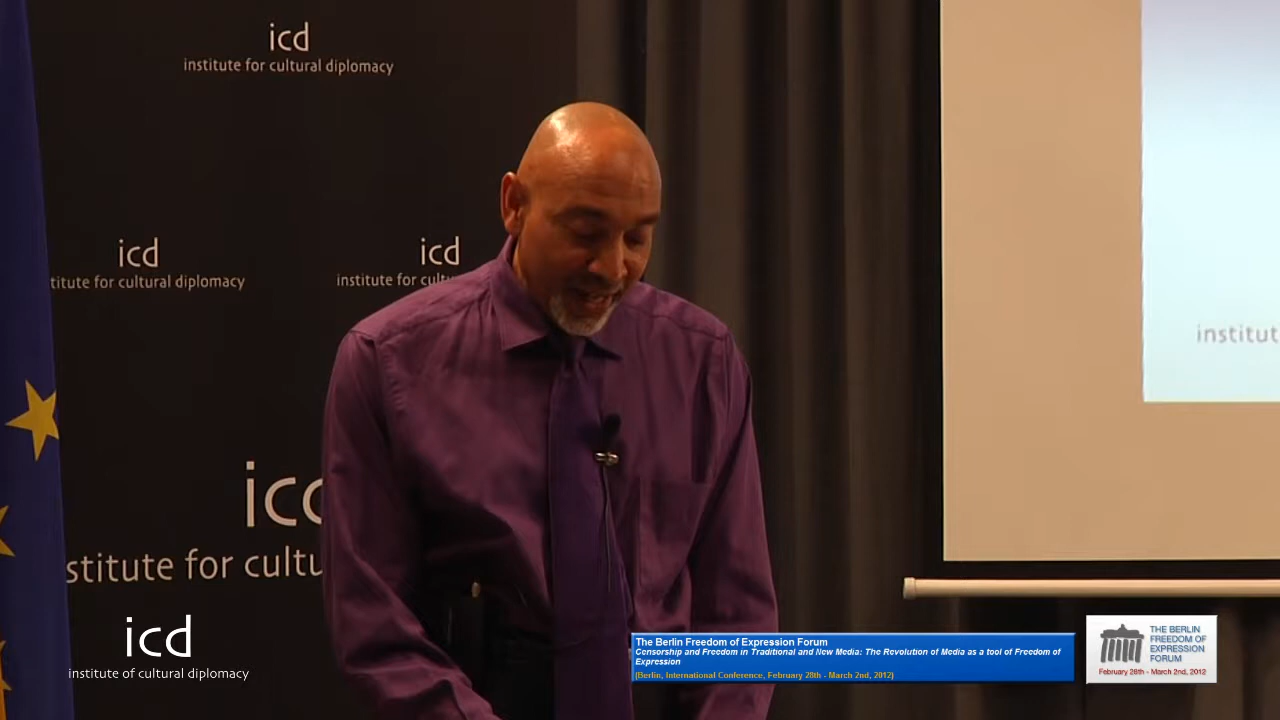 icd
institute for cultural diplomacy
icd
titute for cultural diplomacy
icd
institute for cultu
institut
icd
stitute for cultu
icd
institute of cultural diplomacy
The Berlin Freedom of Expression Forum
Censorship and Freedom in Traditional and New Media: The Revolution of Media as a tool of Freedom of
Expression
(Berlin, International Conference, February 28th - March 2nd, 2012)
THE BERLIN
FREEDOM OF
EXPRESSION
FORUM
February 28th - March 2nd, 2012